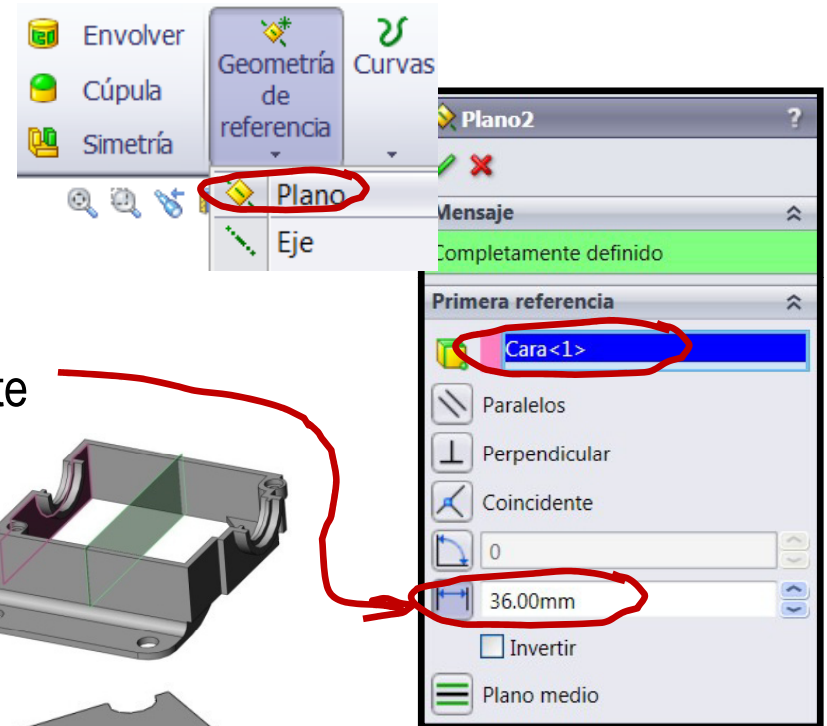 Envolver
Cúpula
Simetría
Geometría
de
referencia
Curvas
Plano
Eje
Plano2 ?
Mensaje
Completamente definido
Primera referencia
Cara<1>
Paralelos
Perpendicular
Coincidente
0
36.00mm
Invertir
Plano medio
te